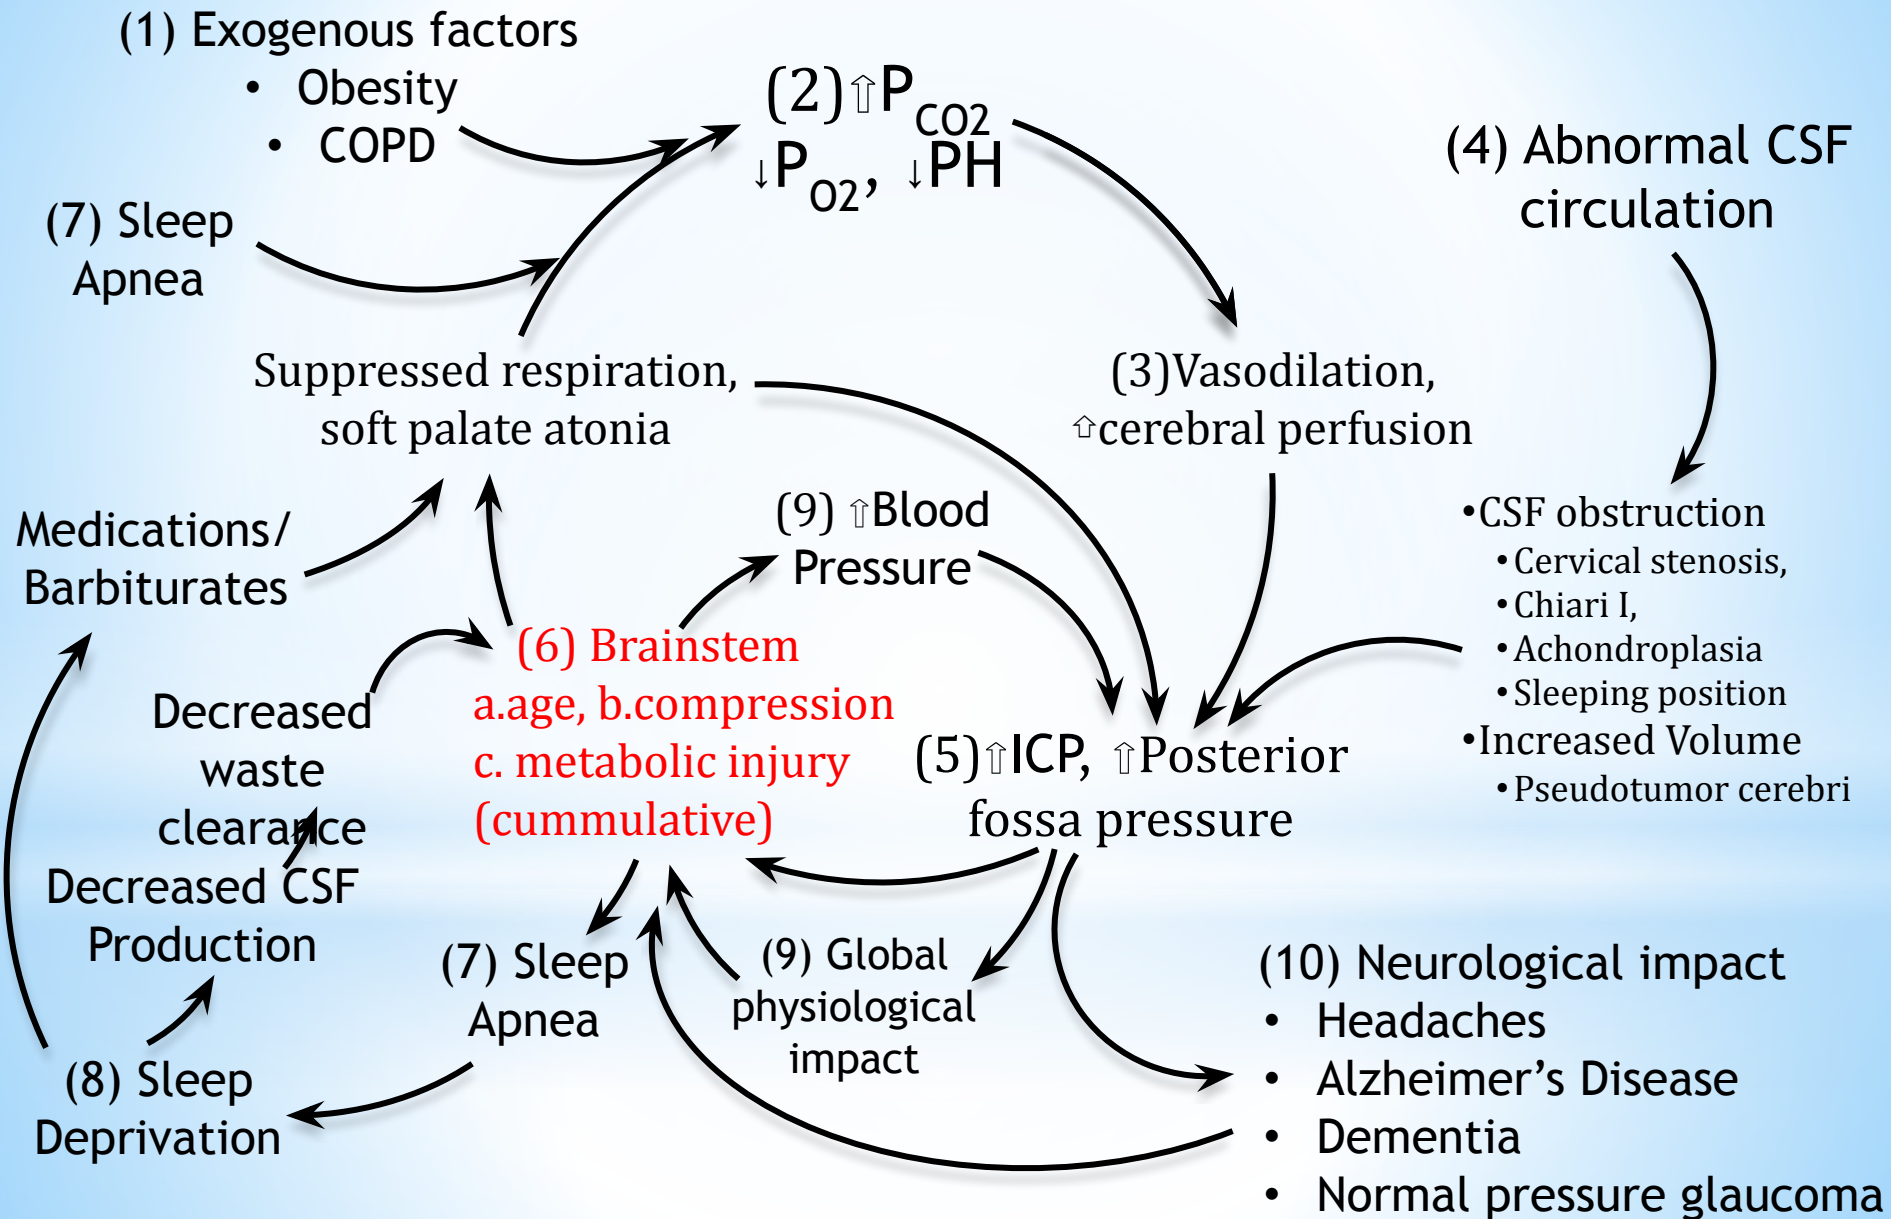 (1) Exogenous factors
• Obesity
• COPD
(2)⇧P CO2
↓P O2, ↓PH
(4) Abnormal CSF
circulation
(7) Sleep
Apnea
Suppressed respiration,
soft palate atonia
(3)Vasodilation,
⇧cerebral perfusion
Medications/
Barbiturates
(9) ⇧Blood
Pressure
•CSF obstruction
•Cervical stenosis,
•Chiari I,
•Achondroplasia
•Sleeping position
•Increased Volume
•Pseudotumor cerebri
(6) Brainstem
a.age, b.compression
c. metabolic injury
(cummulative)
Decreased
waste
clearance
Decreased CSF
Production
(5)⇧ICP, ⇧Posterior
fossa pressure
(7) Sleep
Apnea
(9) Global
physiological
impact
(8) Sleep
Deprivation
(10) Neurological impact
• Headaches
• Alzheimer’s Disease
• Dementia
• Normal pressure glaucoma